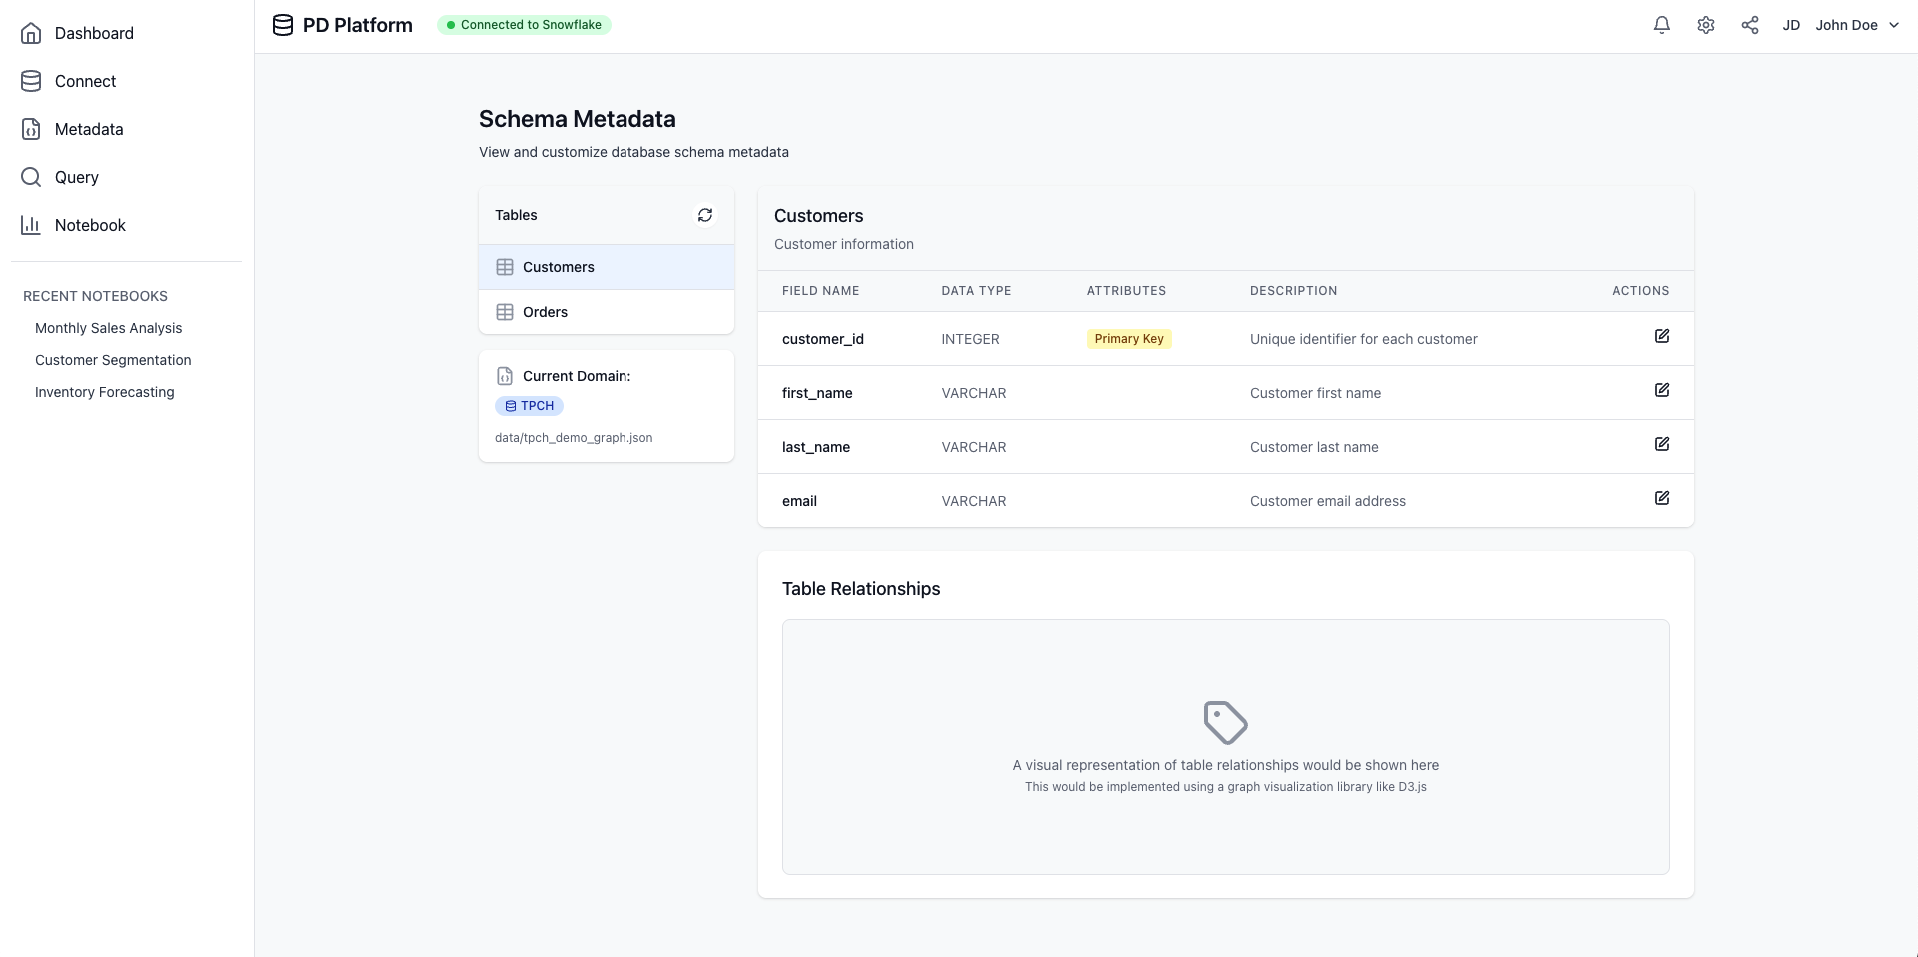 Dashboard
Connect
Metadata
Query
Notebook
RECENT NOTEBOOKS
Monthly Sales Analysis
Customer Segmentation
Inventory Forecasting
PD Platform
Connected to Snowflake
JD
John Doe
Schema Metadata
View and customize database schema metadata
Tables
Customers
Orders
Current Domain:
TPCH
data/tpch_demo_graph.json
Customers
Customer information
FIELD NAME DATA TYPE ATTRIBUTES DESCRIPTION ACTIONS
customer_id INTEGER Primary Key Unique identifier for each customer
first_name VARCHAR Customer first name
last_name VARCHAR Customer last name
email VARCHAR Customer email address
Table Relationships
A visual representation of table relationships would be shown here
This would be implemented using a graph visualization library like D3.js